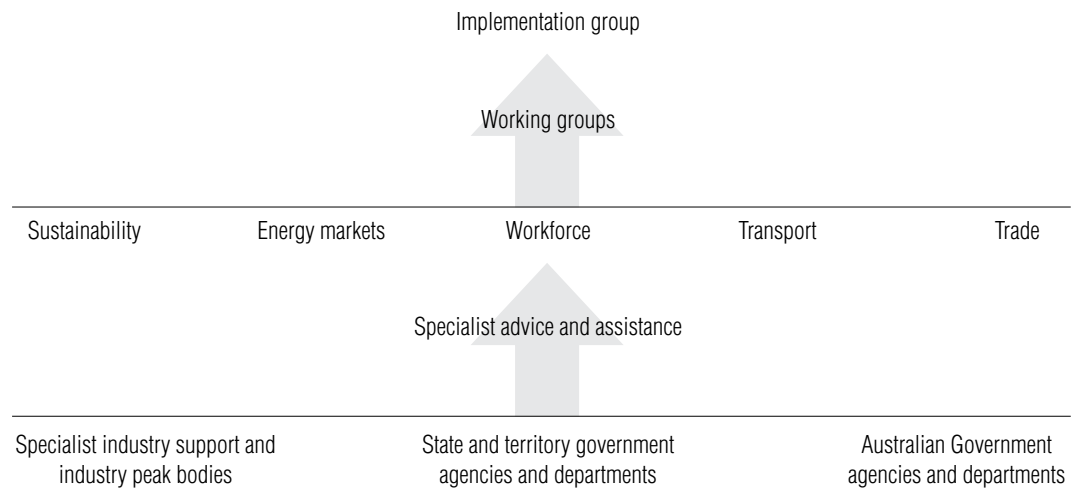 Implementation group
Working groups
Sustainability Energy markets Workforce Transport Trade
Specialist advice and assistance
Specialist industry support and
industry peak bodies
State and territory government
agencies and departments
Australian Government
agencies and departments